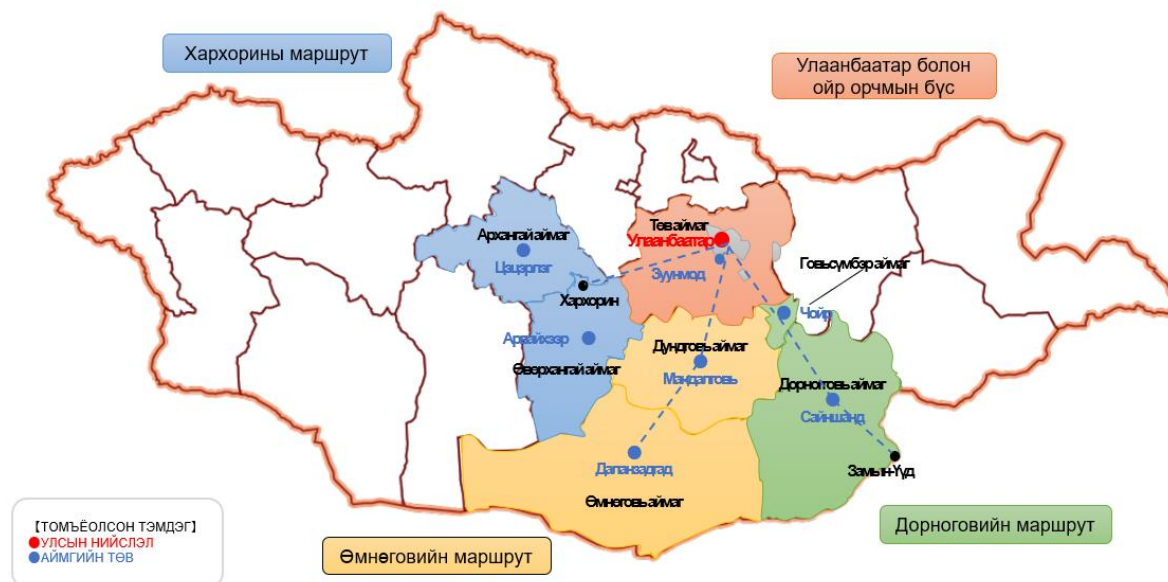 Хархорины маршрут
Улаанбаатар болон
ойр орчмын бүс
Төв аймаг
Улаанбаатар
Архангай аймаг
Цэцэрлэг
Зуунмод
Говьсүмбэр аймаг
Хархорин
Чойр
Арвайхээр
Дундговь аймаг
Өвөрхангай аймаг
Мандалговь
Дорноговь аймаг
Сайншанд
Даланзадгад
Замын-Үүд
Өмнөговь аймаг
【ТОМЪЁОЛСОН ТЭМДЭГ】
УЛСЫН НИЙСЛЭЛ
АЙМГИЙН ТӨВ
Өмнөговийн маршрут
Дорноговийн маршрут